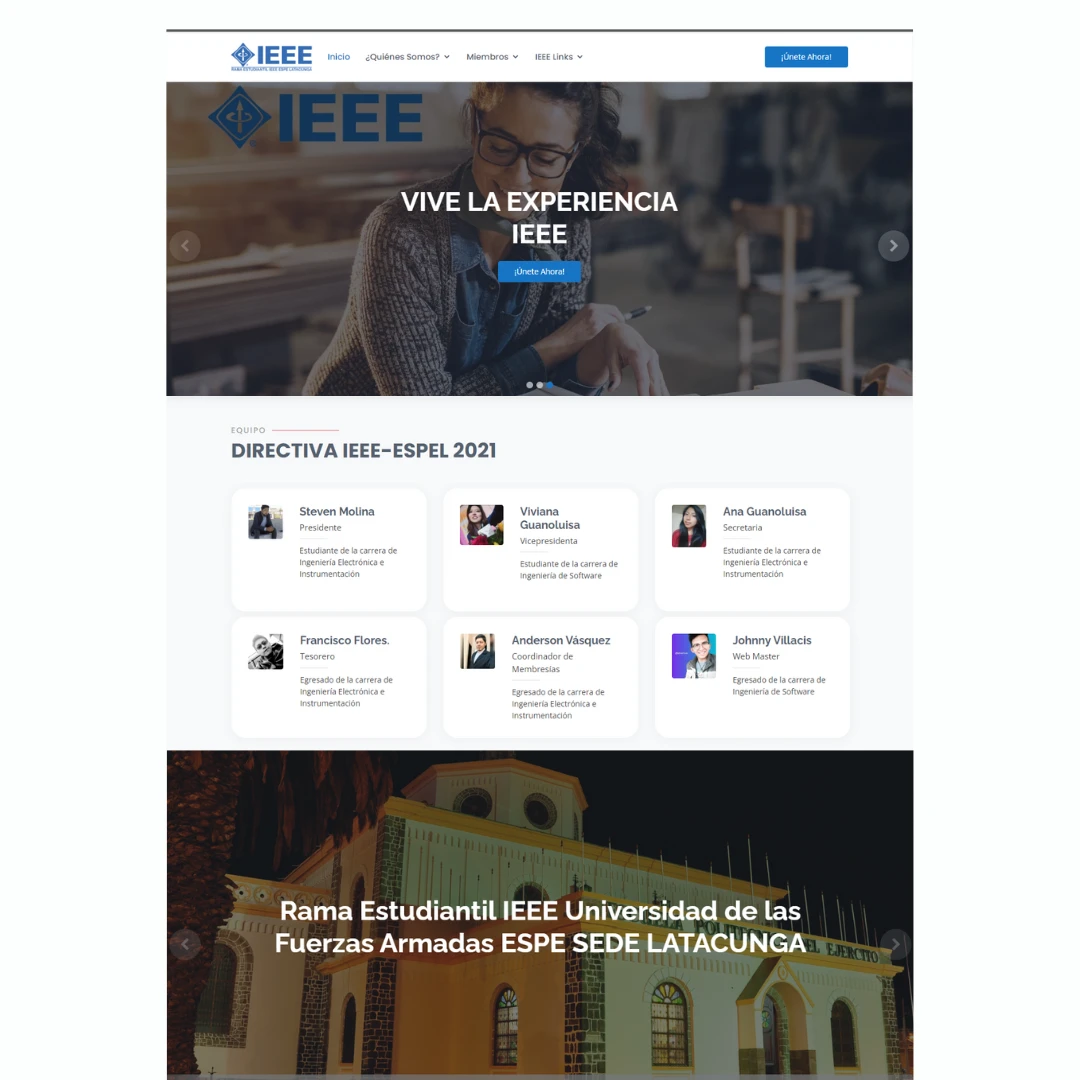 IEEE
RAMA ESTUDIANTIL IEEE ESPE LATACUNGA
Inicio
¿Quiénes Somos?
Miembros
IEEE Links
¡Únete Ahora!
IEEE
VIVE LA EXPERIENCIA
IEEE
¡Únete Ahora!
EQUIPO
DIRECTIVA IEEE-ESPEL 2021
Steven Molina
Presidente
Estudiante de la carrera de
Ingeniería Electrónica e
Instrumentación
Viviana
Guanoluisa
Vicepresidenta
Estudiante de la carrera de
Ingeniería de Software
Ana Guanoluisa
Secretaria
Estudiante de la carrera de
Ingeniería Electrónica e
Instrumentación
Francisco Flores.
Tesorero
Egresado de la carrera de
Ingeniería Electrónica e
Instrumentación
Anderson Vásquez
Coordinador de
Membresías
Egresado de la carrera de
Ingeniería Electrónica e
Instrumentación
Johnny Villacis
Web Master
Egresado de la carrera de
Ingeniería de Software
Rama Estudiantil IEEE Universidad de las
Fuerzas Armadas ESPE SEDE LATACUNGA
EJERCITO